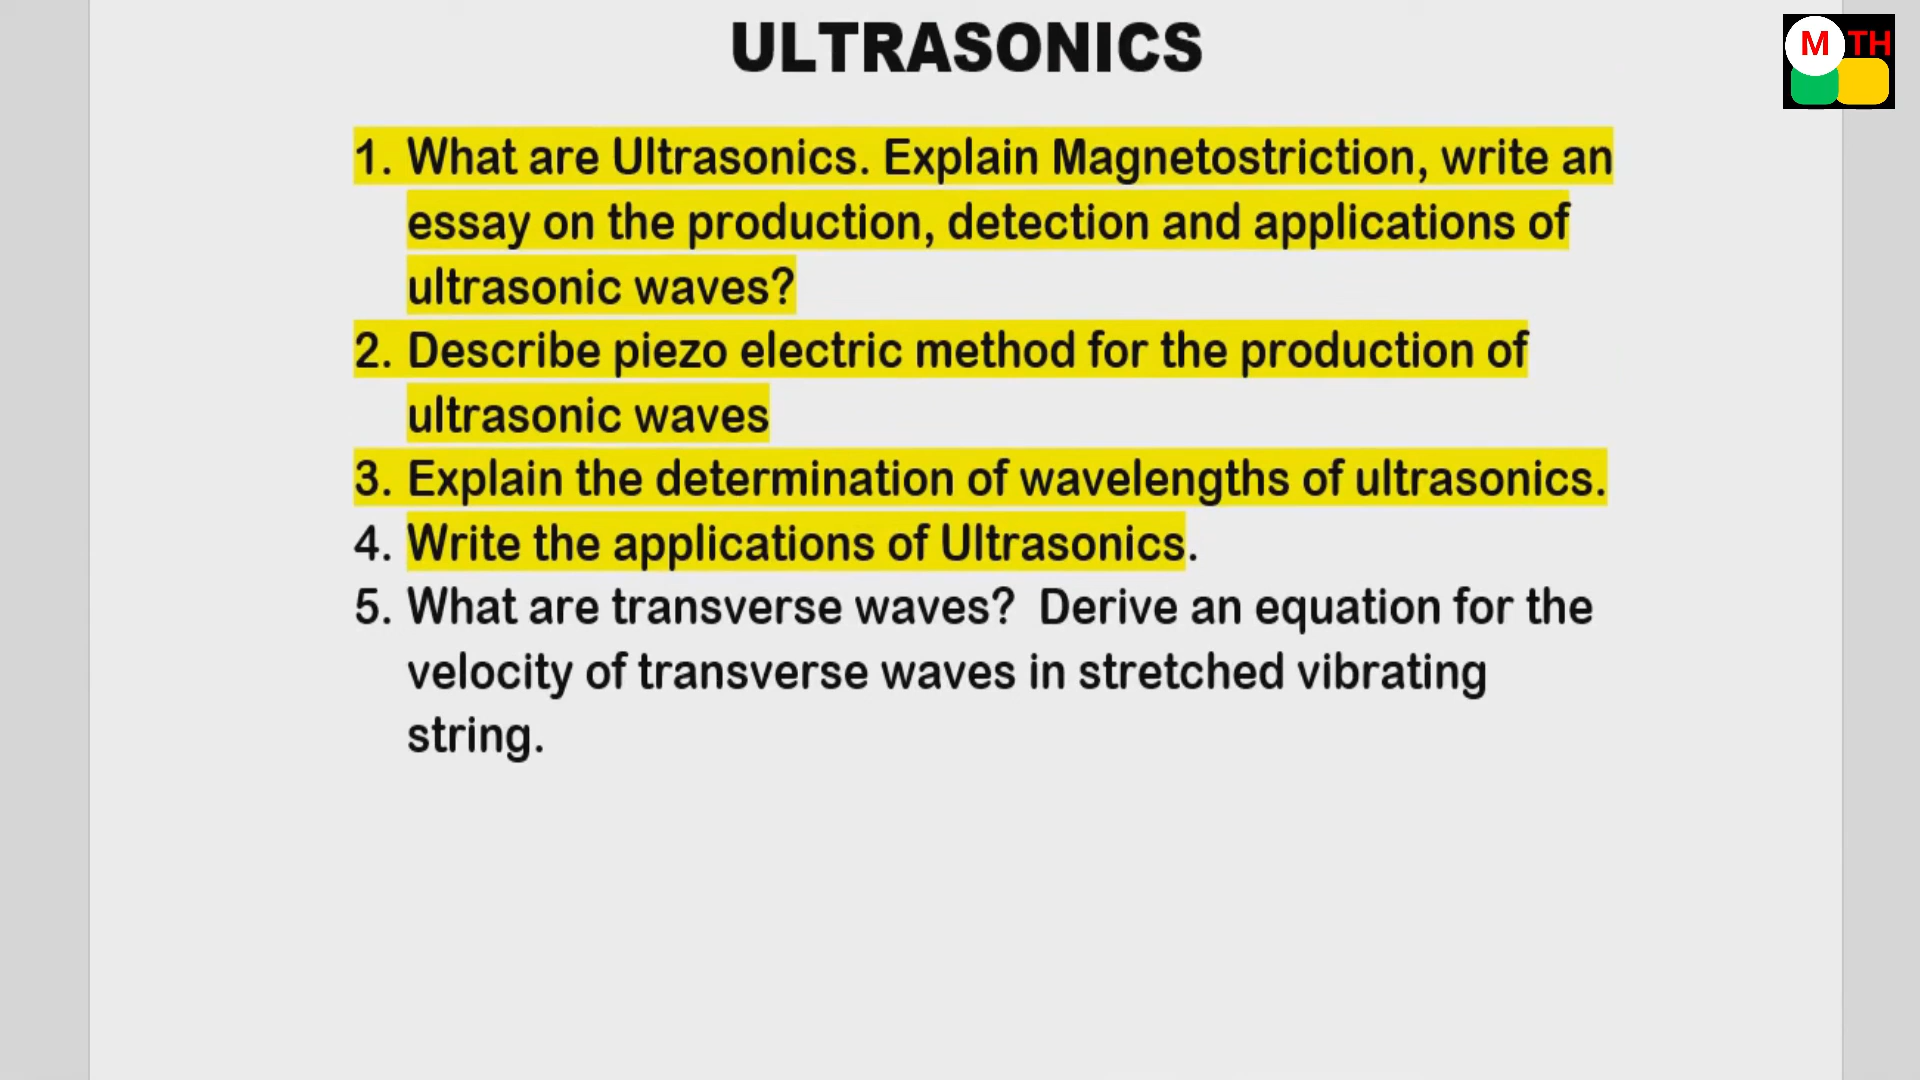 ULTRASONICS
M TH
1. What are Ultrasonics. Explain Magnetostriction, write an
essay on the production, detection and applications of
ultrasonic waves?
2. Describe piezo electric method for the production of
ultrasonic waves
3. Explain the determination of wavelengths of ultrasonics.
4. Write the applications of Ultrasonics.
5. What are transverse waves?  Derive an equation for the
velocity of transverse waves in stretched vibrating
string.